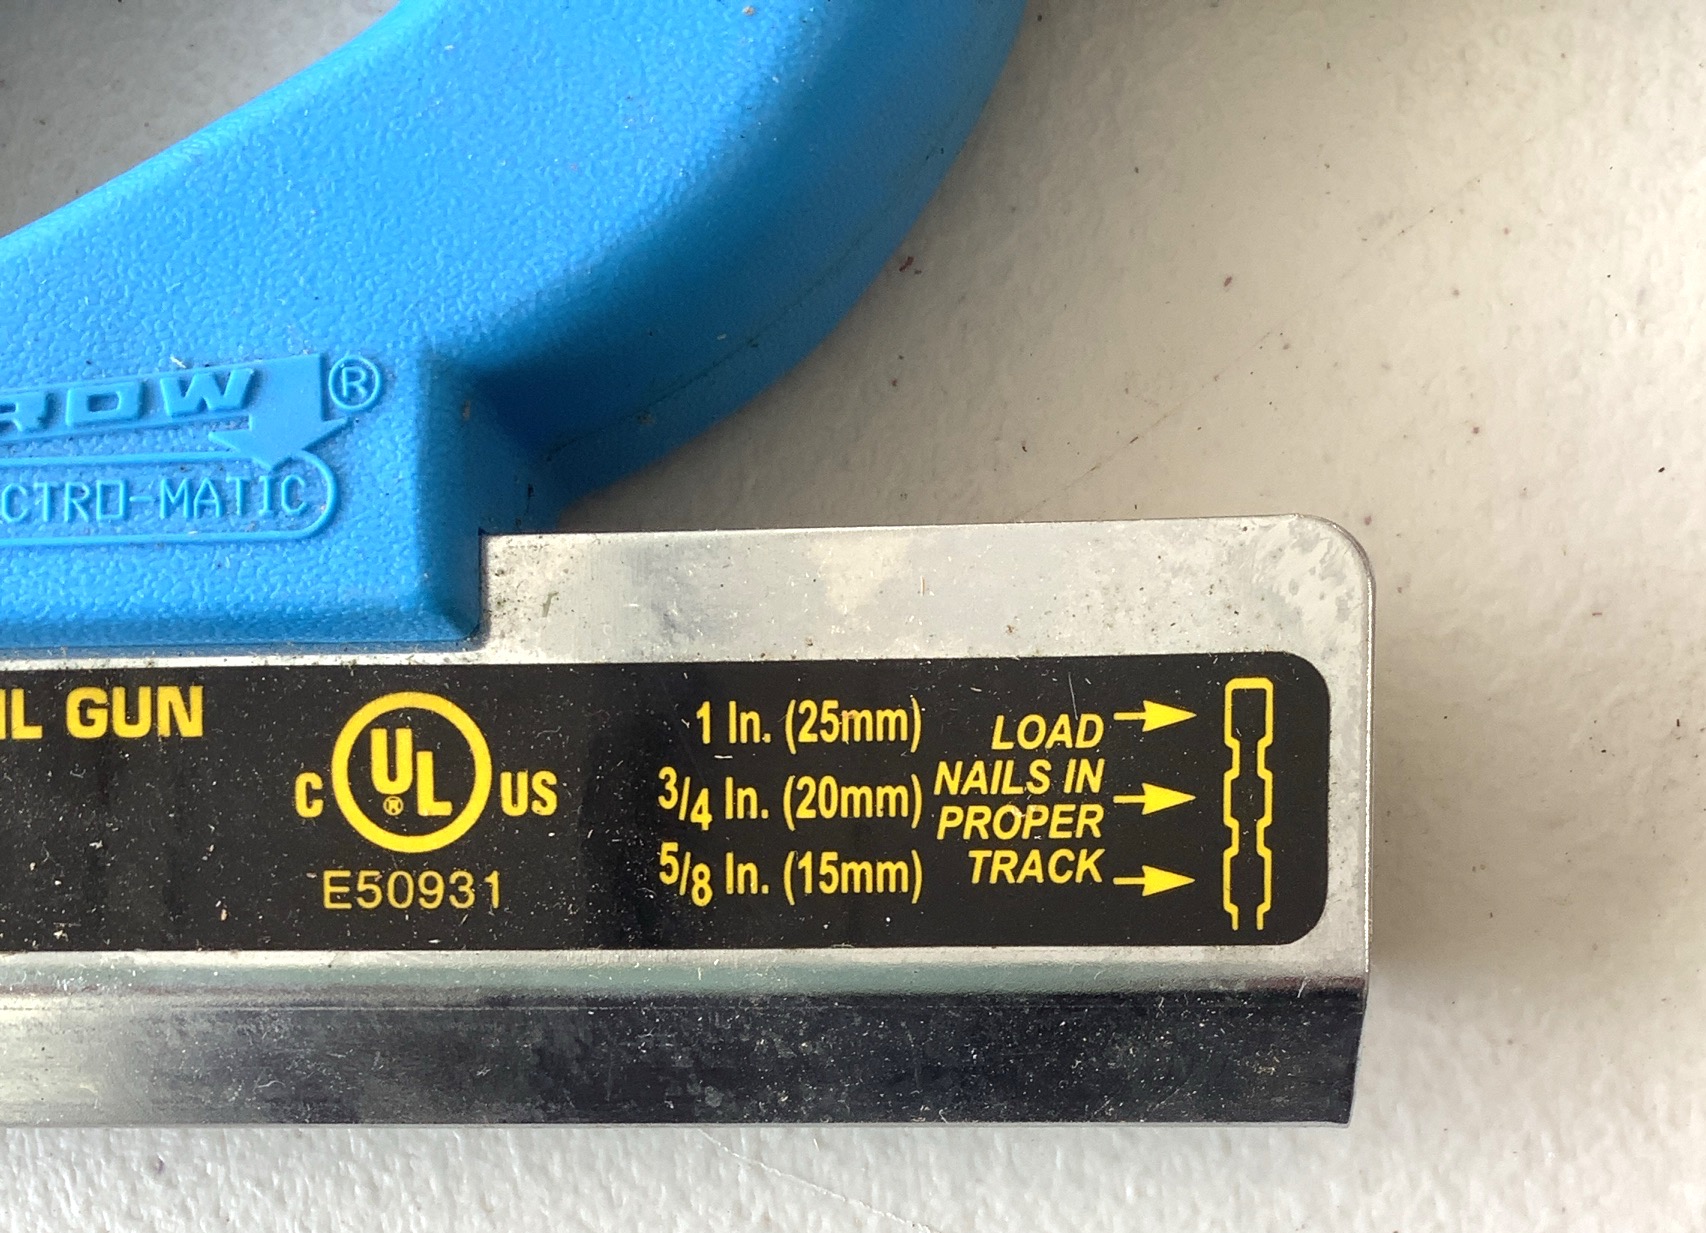 ROW®
CTRO-MATIC
IL GUN
C UL® US
E50931
1 In. (25mm)
3/4 In. (20mm)
5/8 In. (15mm)
LOAD
NAILS IN
PROPER
TRACK